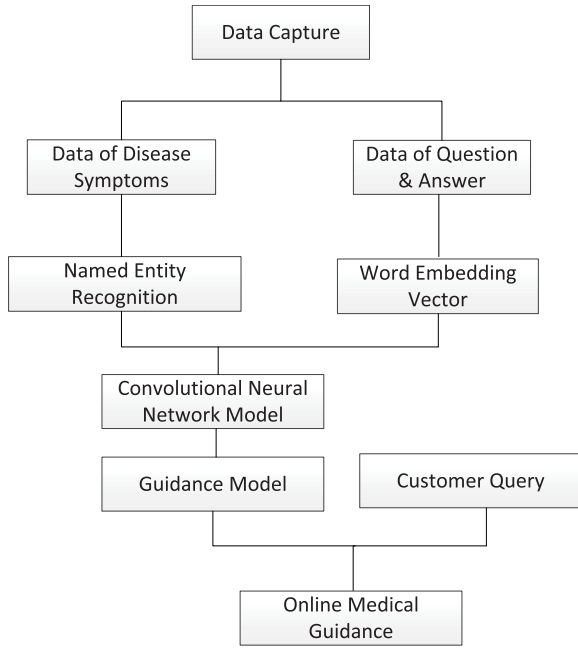 Data Capture
Data of Disease
Symptoms
Data of Question
& Answer
Named Entity
Recognition
Word Embedding
Vector
Convolutional Neural
Network Model
Guidance Model
Customer Query
Online Medical
Guidance